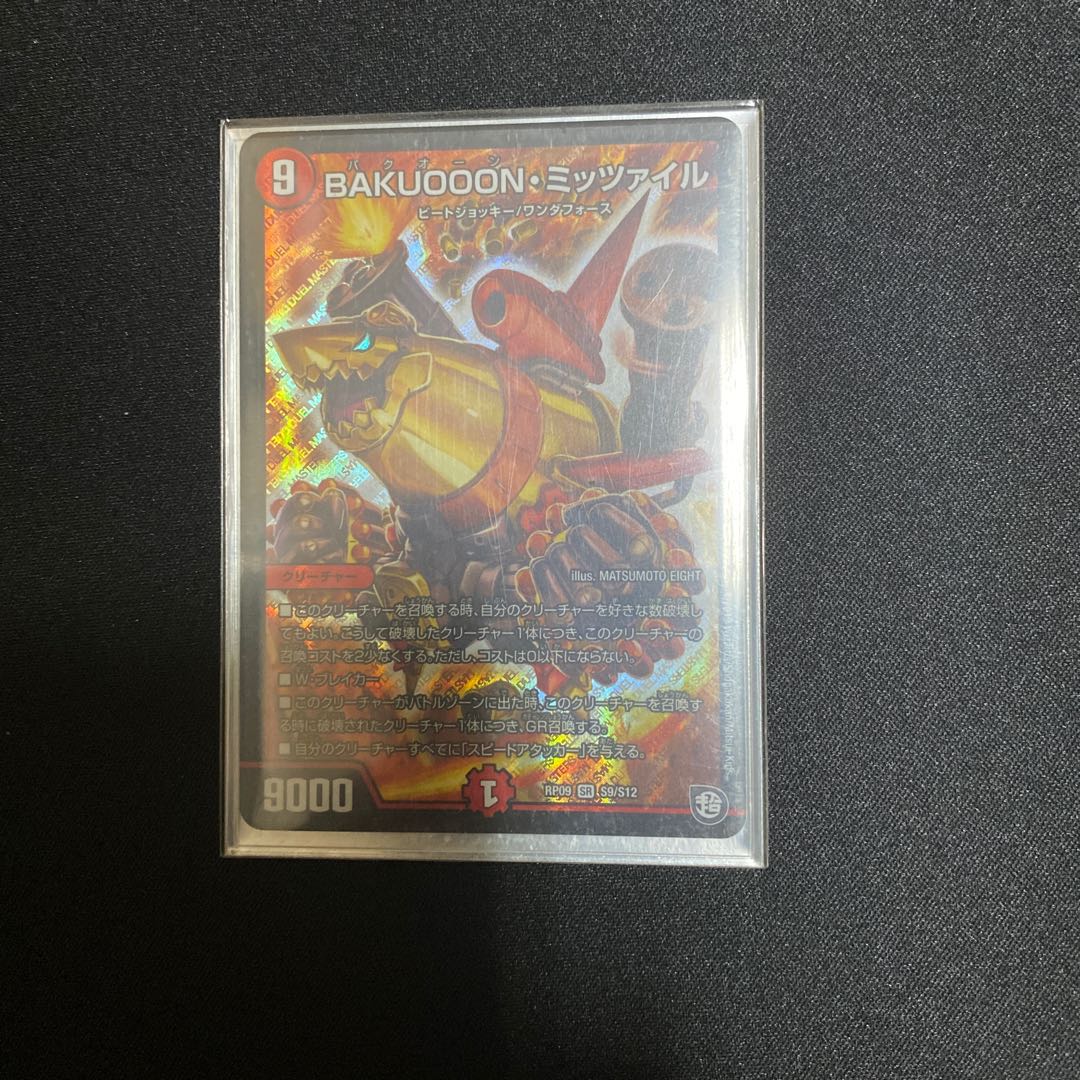 9
バクオーン
BAKUOOON・ミッツァイル
ビートジョッキー/ワンダフォース
illus. MATSUMOTO EIGHT
クリーチャー
■このクリーチャーを召喚する時、自分のクリーチャーを好きな数破壊し
てもよい。こうして破壊したクリーチャー1体につき、このクリーチャーの
召喚コストを2少なくする。ただし、コストは0以下にならない。
■W・ブレイカー
■このクリーチャーがバトルゾーンに出た時、このクリーチャーを召喚す
る時に破壊されたクリーチャー1体につき、GR召喚する。
■自分のクリーチャーすべてに「スピードアタッカー」を与える。
9000
1
RP09 SR S9/S12
超